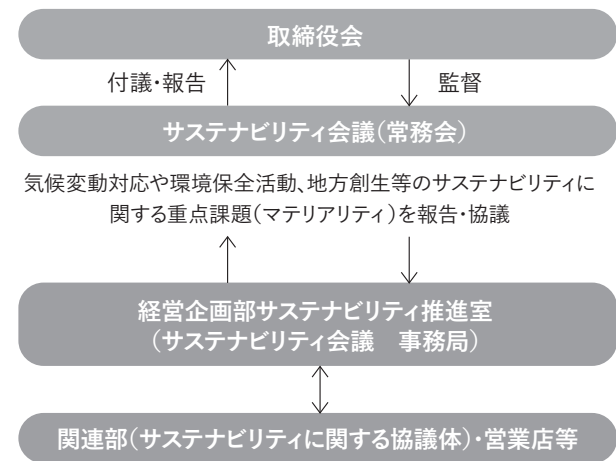 取締役会
付議・報告
監督
サステナビリティ会議(常務会)
気候変動対応や環境保全活動、地方創生等のサステナビリティに
関する重点課題(マテリアリティ)を報告・協議
経営企画部サステナビリティ推進室
(サステナビリティ会議　事務局)
関連部(サステナビリティに関する協議体)・営業店等